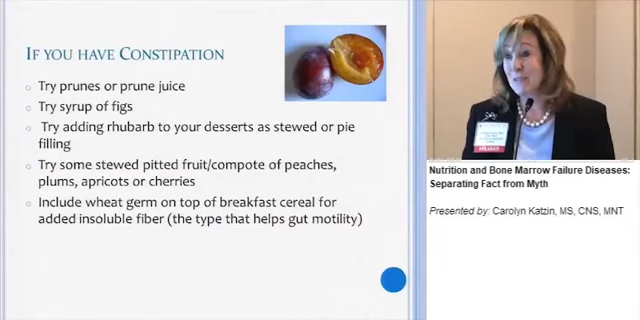 IF YOU HAVE CONSTIPATION
Try prunes or prune juice
Try syrup of figs
Try adding rhubarb to your desserts as stewed or pie
filling
Try some stewed pitted fruit/compote of peaches,
plums, apricots or cherries
Include wheat germ on top of breakfast cereal for
added insoluble fiber (the type that helps gut motility)
SPEAKER
Nutrition and Bone Marrow Failure Diseases:
Separating Fact from Myth
Presented by: Carolyn Katzin, MS, CNS, MNT